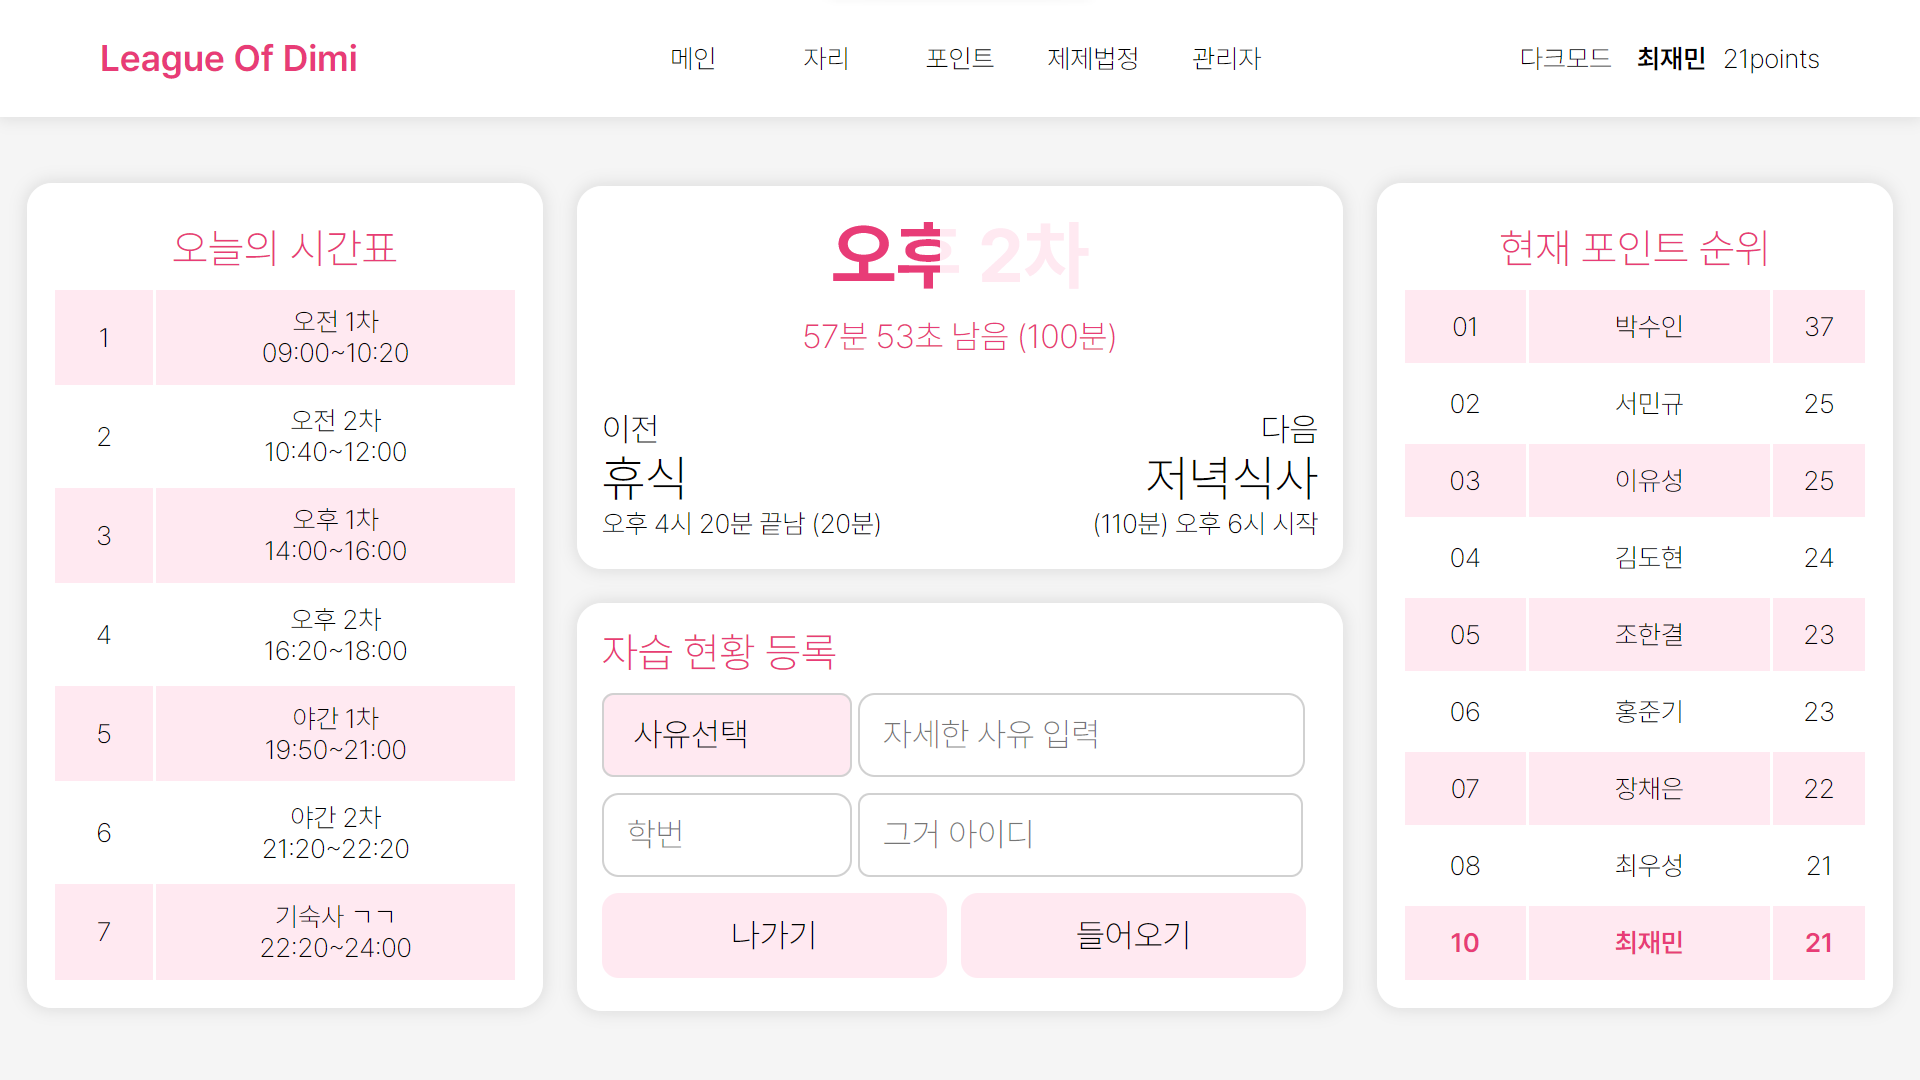 League Of Dimi
메인 자리 포인트 제제법정 관리자
다크모드 최재민 21points
오늘의 시간표
1 오전 1차
09:00~10:20
2 오전 2차
10:40~12:00
3 오후 1차
14:00~16:00
4 오후 2차
16:20~18:00
5 야간 1차
19:50~21:00
6 야간 2차
21:20~22:20
7 기숙사 ㄱㄱ
22:20~24:00
오후 2차
57분 53초 남음 (100분)
이전
휴식
오후 4시 20분 끝남 (20분)
다음
저녁식사
(110분) 오후 6시 시작
자습 현황 등록
사유선택 자세한 사유 입력
학번 그거 아이디
나가기 들어오기
현재 포인트 순위
01 박수인 37
02 서민규 25
03 이유성 25
04 김도현 24
05 조한결 23
06 홍준기 23
07 장채은 22
08 최우성 21
10 최재민 21